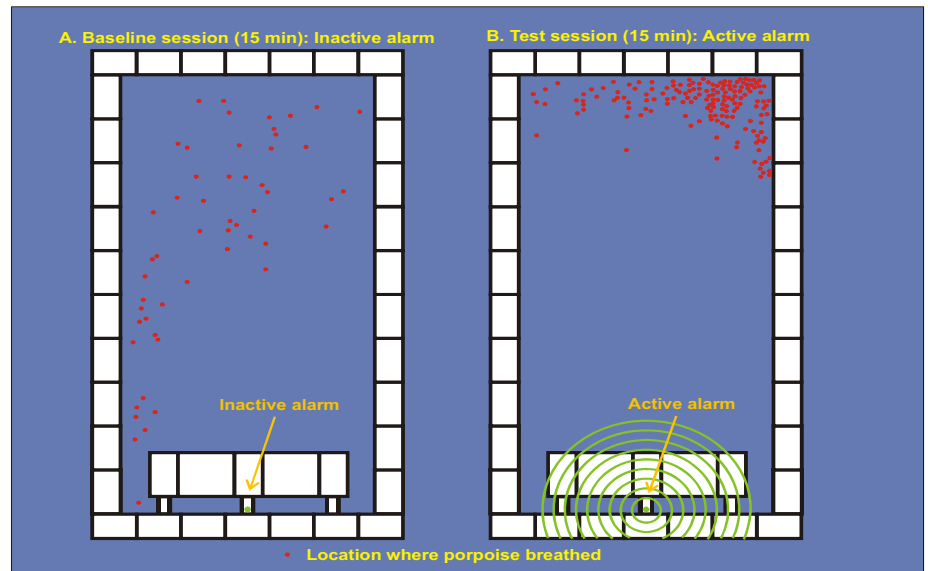 A. Baseline session (15 min): Inactive alarm
B. Test session (15 min): Active alarm
Inactive alarm
Active alarm
Location where porpoise breathed